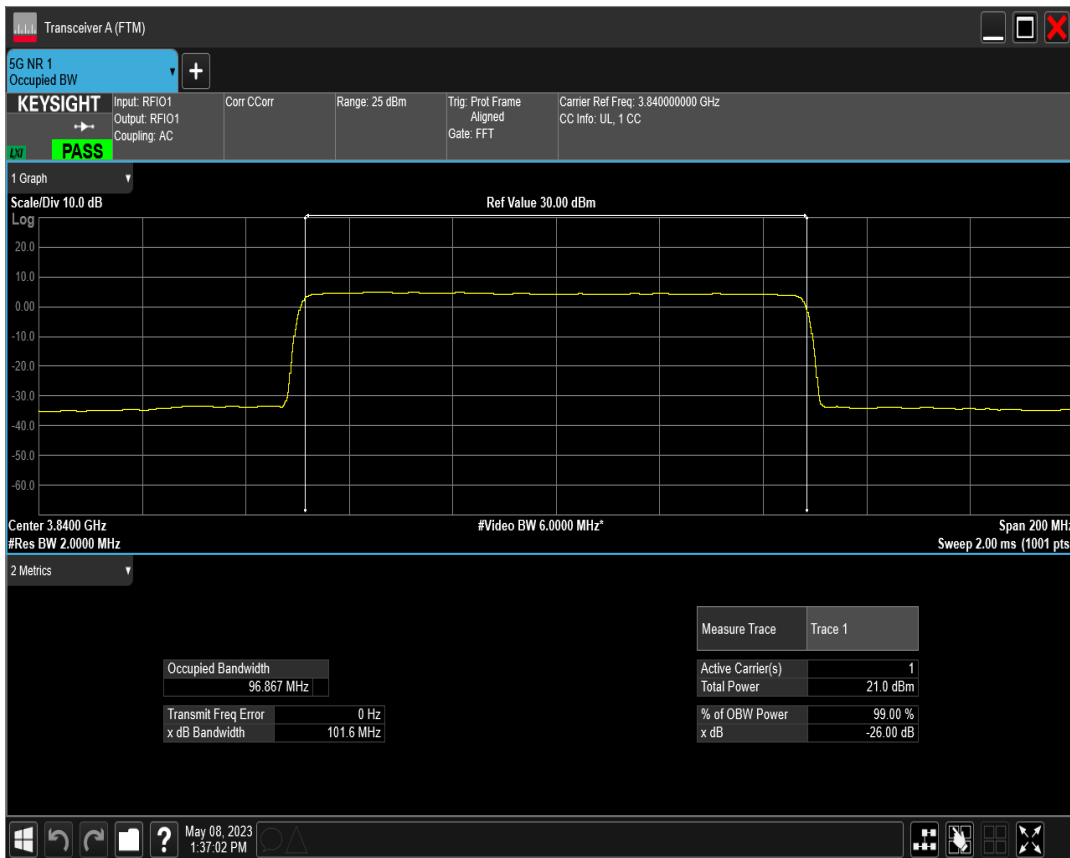 Transceiver A (FTM)
5G NR 1
Occupied BW
+
KEYSIGHT
LXI
PASS
Input: RFIO1
Output: RFIO1
Coupling: AC
Corr CCorr
Range: 25 dBm
Trig: Prot Frame
Aligned
Gate: FFT
Carrier Ref Freq: 3.840000000 GHz
CC Info: UL, 1 CC
1 Graph
Scale/Div 10.0 dB
Ref Value 30.00 dBm
Log
20.0
10.0
0.00
-10.0
-20.0
-30.0
-40.0
-50.0
-60.0
Center 3.8400 GHz
#Video BW 6.0000 MHz*
Span 200 MHz
#Res BW 2.0000 MHz
Sweep 2.00 ms (1001 pts
2 Metrics
Measure Trace Trace 1
Occupied Bandwidth
96.867 MHz
Active Carrier(s) 1
Total Power 21.0 dBm
Transmit Freq Error 0 Hz
x dB Bandwidth 101.6 MHz
% of OBW Power 99.00 %
x dB -26.00 dB
?
May 08, 2023
1:37:02 PM